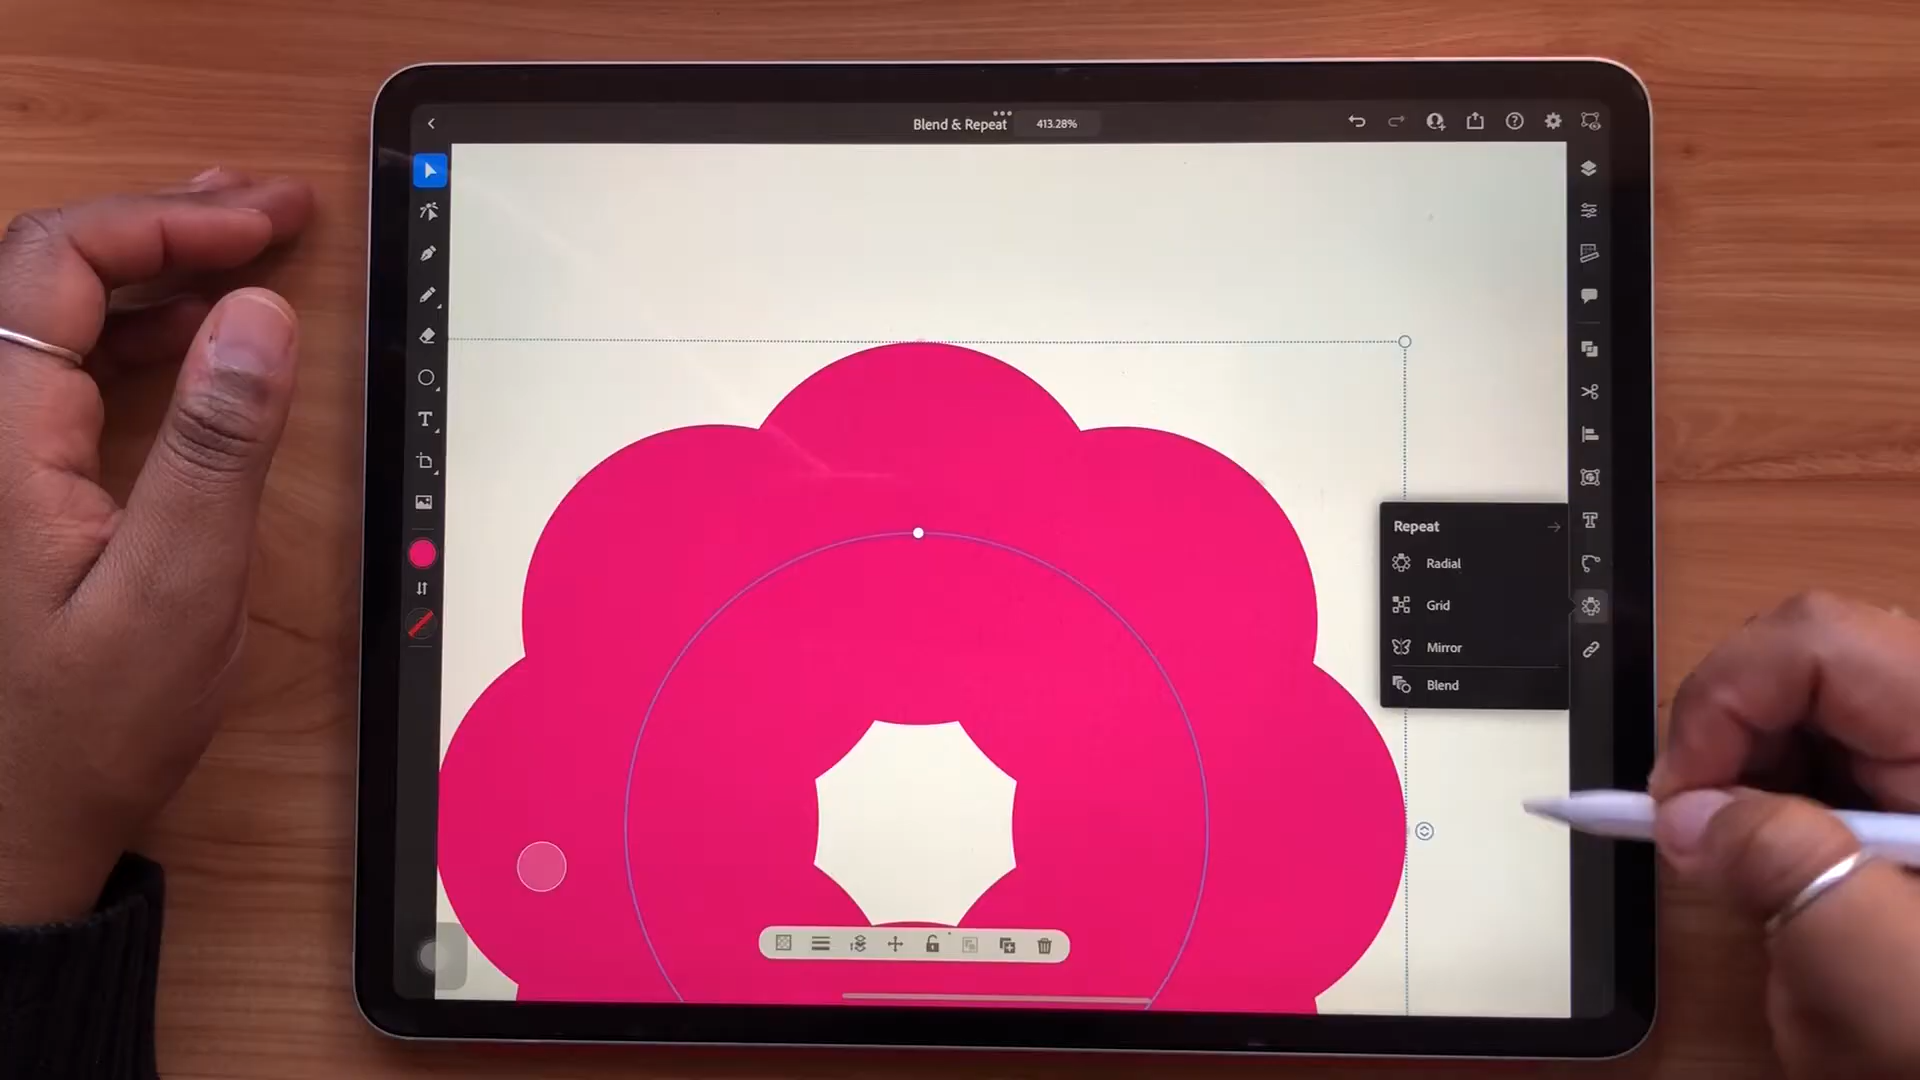 Blend & Repeat
413.28%
Repeat
Radial
Grid
Mirror
Blend